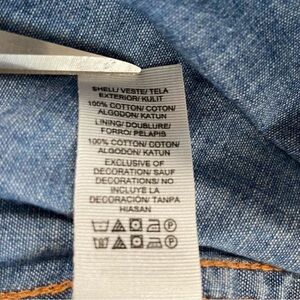 SHELL/ VESTE/ TELA
EXTERIOR/ KULIT
100% COTTON/ COTON/
ALGODON/ KATUN
LINING/ DOUBLURE/
FORRO/ PELAPIS
100% COTTON/ COTON/
ALGODON/ KATUN
EXCLUSIVE OF
DECORATION/ SAUF
DECORATION/ NO
INCLUYE LA
DECORACIÓN/ TANPA
HIASAN